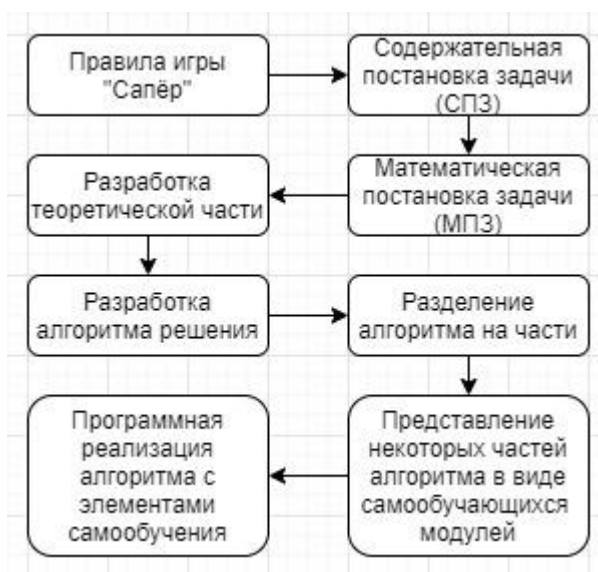 Правила игры
"Сапёр"
Содержательная
постановка задачи
(СПЗ)
Математическая
постановка задачи
(МПЗ)
Разработка
теоретической части
Разработка
алгоритма решения
Разделение
алгоритма на части
Представление
некоторых частей
алгоритма в виде
самообучающихся
модулей
Программная
реализация
алгоритма с
элементами
самообучения